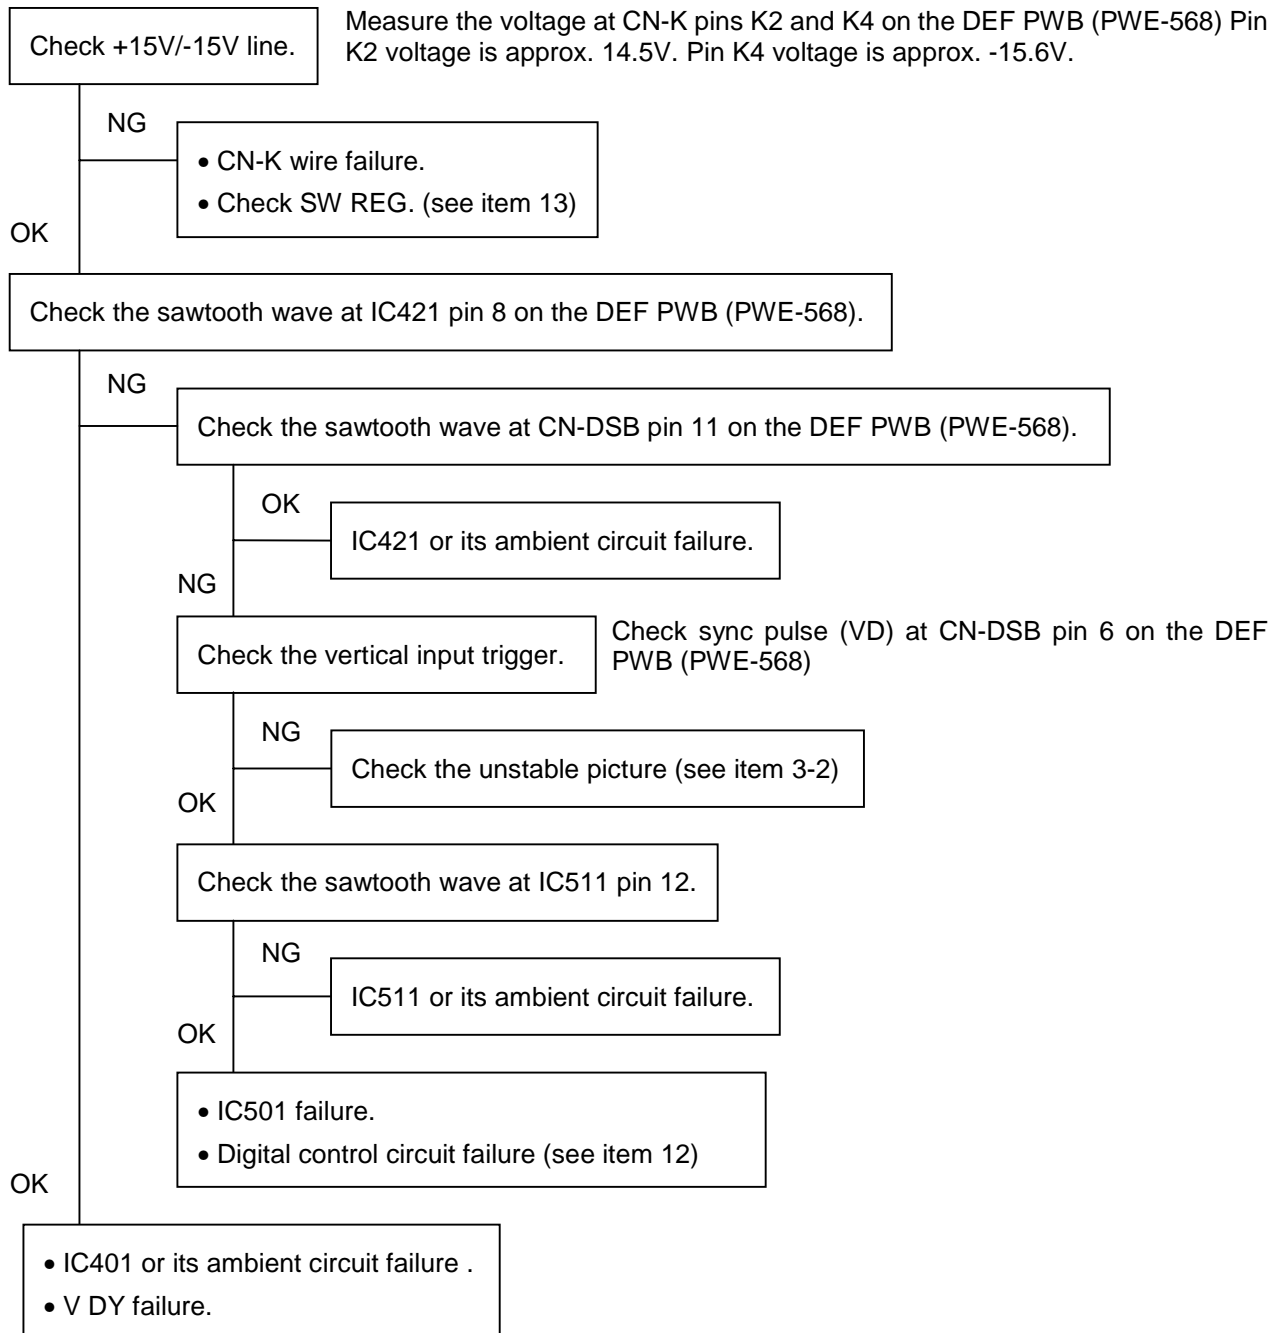 Check +15V/-15V line.
Measure the voltage at CN-K pins K2 and K4 on the DEF PWB (PWE-568) Pin
K2 voltage is approx. 14.5V. Pin K4 voltage is approx. -15.6V.
NG
• CN-K wire failure.
• Check SW REG. (see item 13)
OK
Check the sawtooth wave at IC421 pin 8 on the DEF PWB (PWE-568).
NG
Check the sawtooth wave at CN-DSB pin 11 on the DEF PWB (PWE-568).
OK
IC421 or its ambient circuit failure.
NG
Check the vertical input trigger.
Check sync pulse (VD) at CN-DSB pin 6 on the DEF
PWB (PWE-568)
NG
Check the unstable picture (see item 3-2)
OK
Check the sawtooth wave at IC511 pin 12.
NG
IC511 or its ambient circuit failure.
OK
• IC501 failure.
• Digital control circuit failure (see item 12)
OK
• IC401 or its ambient circuit failure .
• V DY failure.